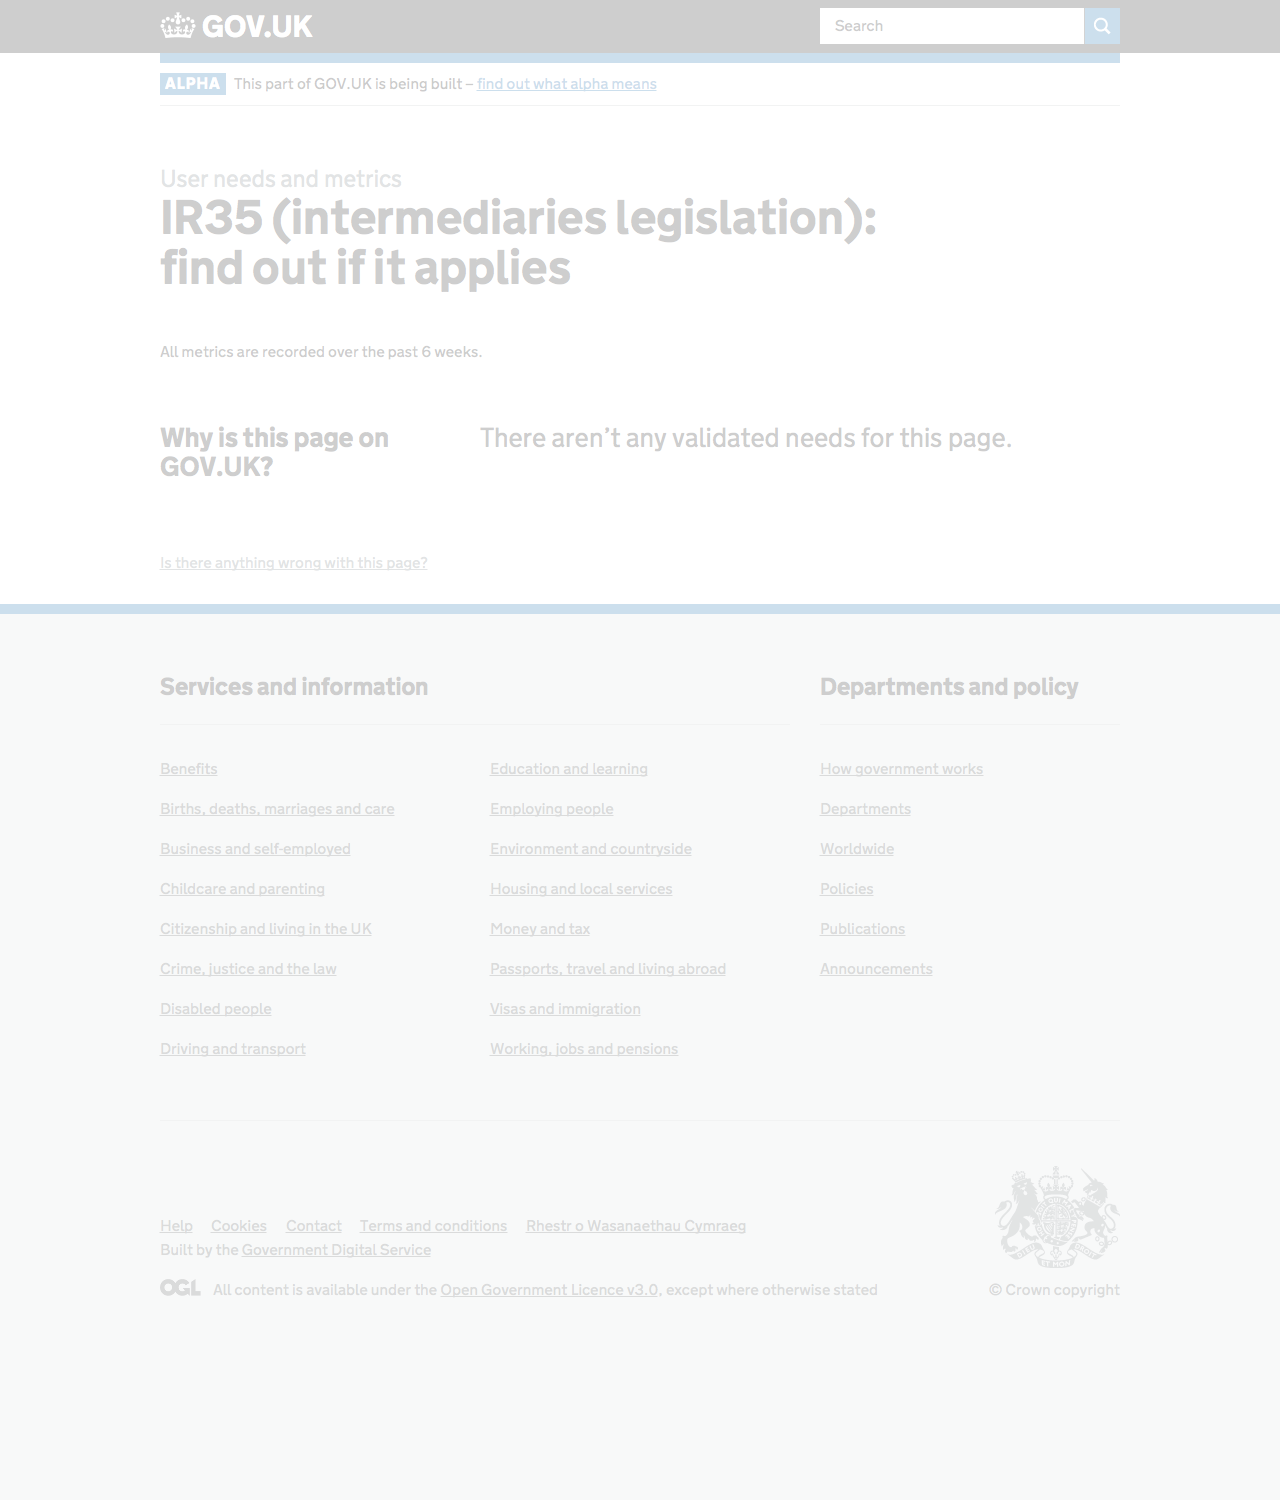 GOV.UK
Search
ALPHA This part of GOV.UK is being built – find out what alpha means
User needs and metrics
IR35 (intermediaries legislation):
find out if it applies
All metrics are recorded over the past 6 weeks.
Why is this page on
GOV.UK?
There aren’t any validated needs for this page.
Is there anything wrong with this page?
Services and information
Benefits
Births, deaths, marriages and care
Business and self-employed
Childcare and parenting
Citizenship and living in the UK
Crime, justice and the law
Disabled people
Driving and transport
Education and learning
Employing people
Environment and countryside
Housing and local services
Money and tax
Passports, travel and living abroad
Visas and immigration
Working, jobs and pensions
Departments and policy
How government works
Departments
Worldwide
Policies
Publications
Announcements
Help Cookies Contact Terms and conditions Rhestr o Wasanaethau Cymraeg
Built by the Government Digital Service
OGL All content is available under the Open Government Licence v3.0, except where otherwise stated
© Crown copyright